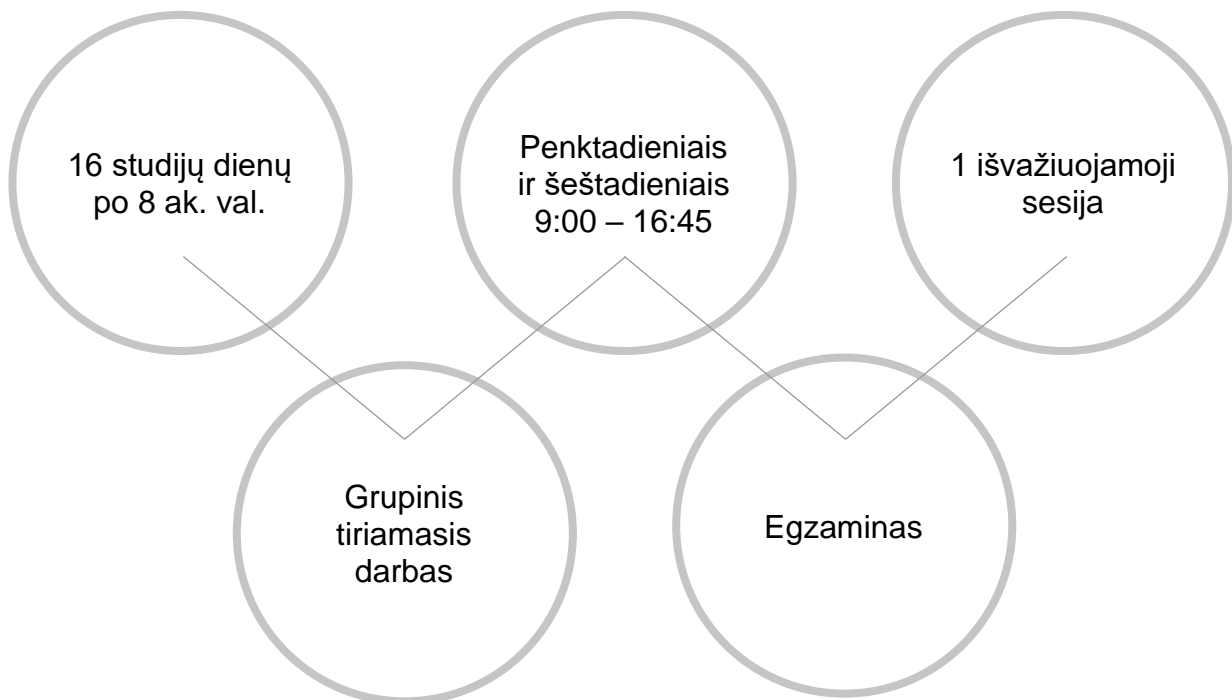 16 studijų dienų
po 8 ak. val.
Penktadieniais
ir šeštadieniais
9:00 – 16:45
1 išvažiuojamoji
sesija
Grupinis
tiriamasis
darbas
Egzaminas